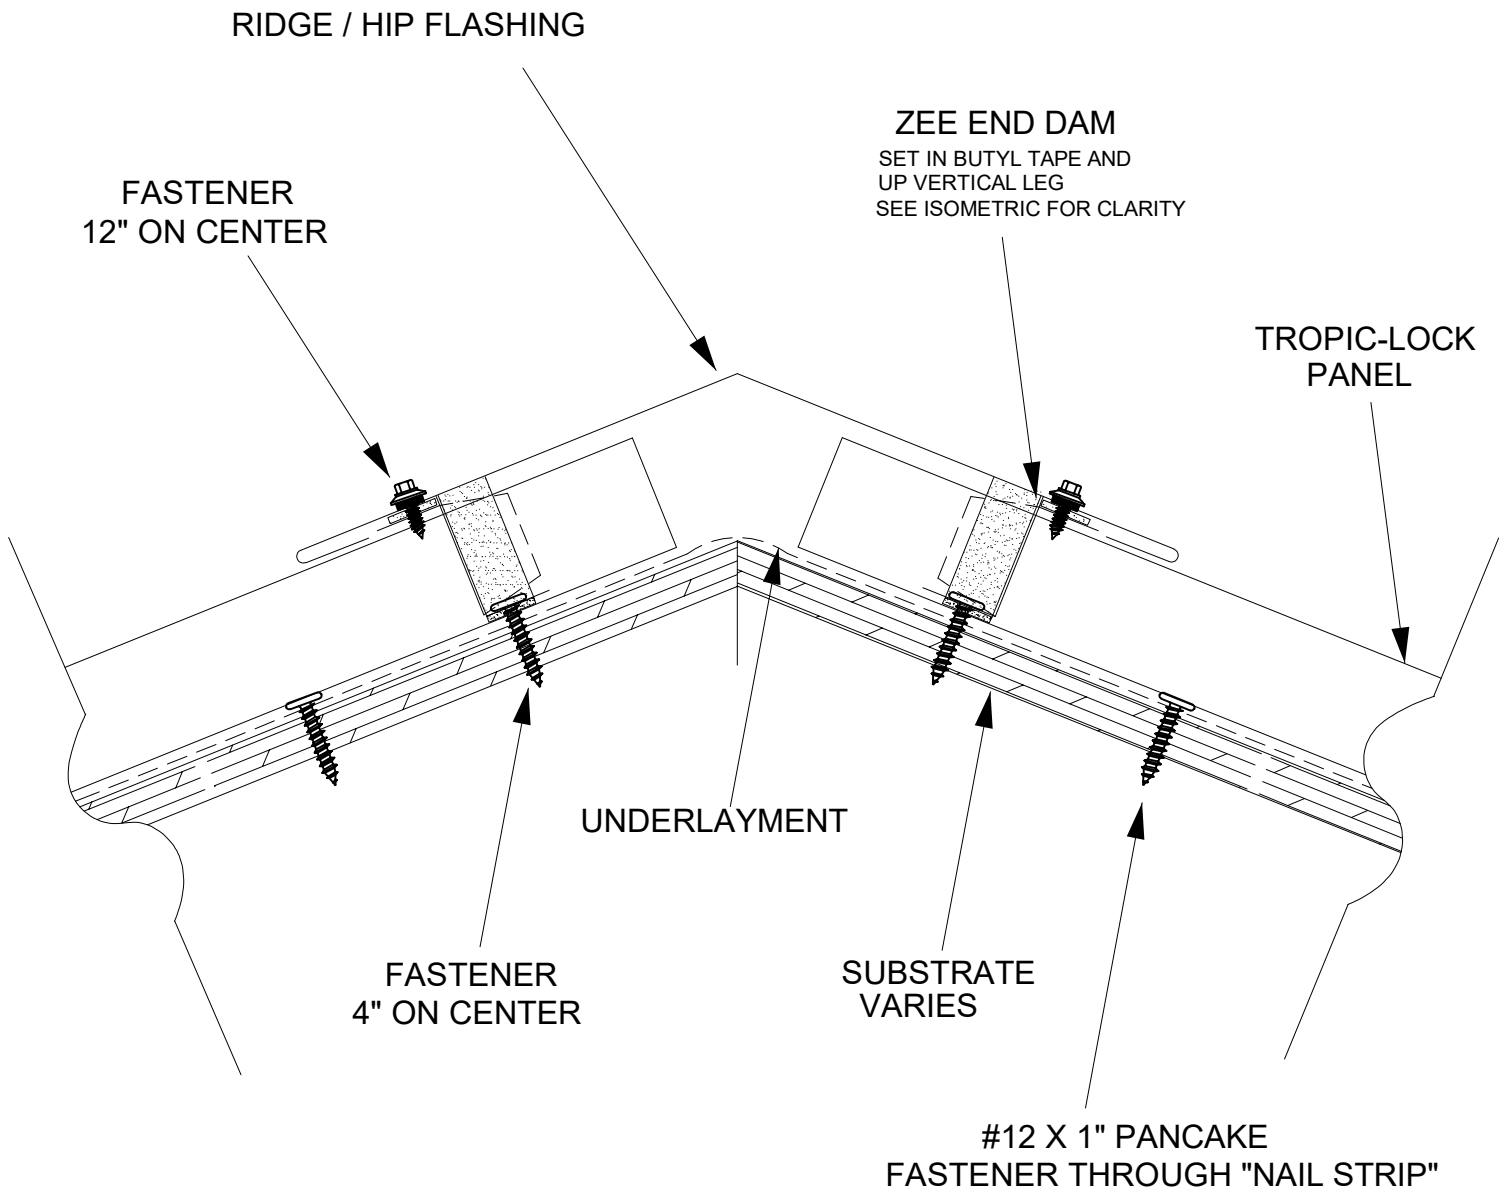 RIDGE / HIP FLASHING
ZEE END DAM
SET IN BUTYL TAPE AND
UP VERTICAL LEG
SEE ISOMETRIC FOR CLARITY
FASTENER
12" ON CENTER
TROPIC-LOCK
PANEL
UNDERLAYMENT
FASTENER
4" ON CENTER
SUBSTRATE
VARIES
#12 X 1" PANCAKE
FASTENER THROUGH "NAIL STRIP"